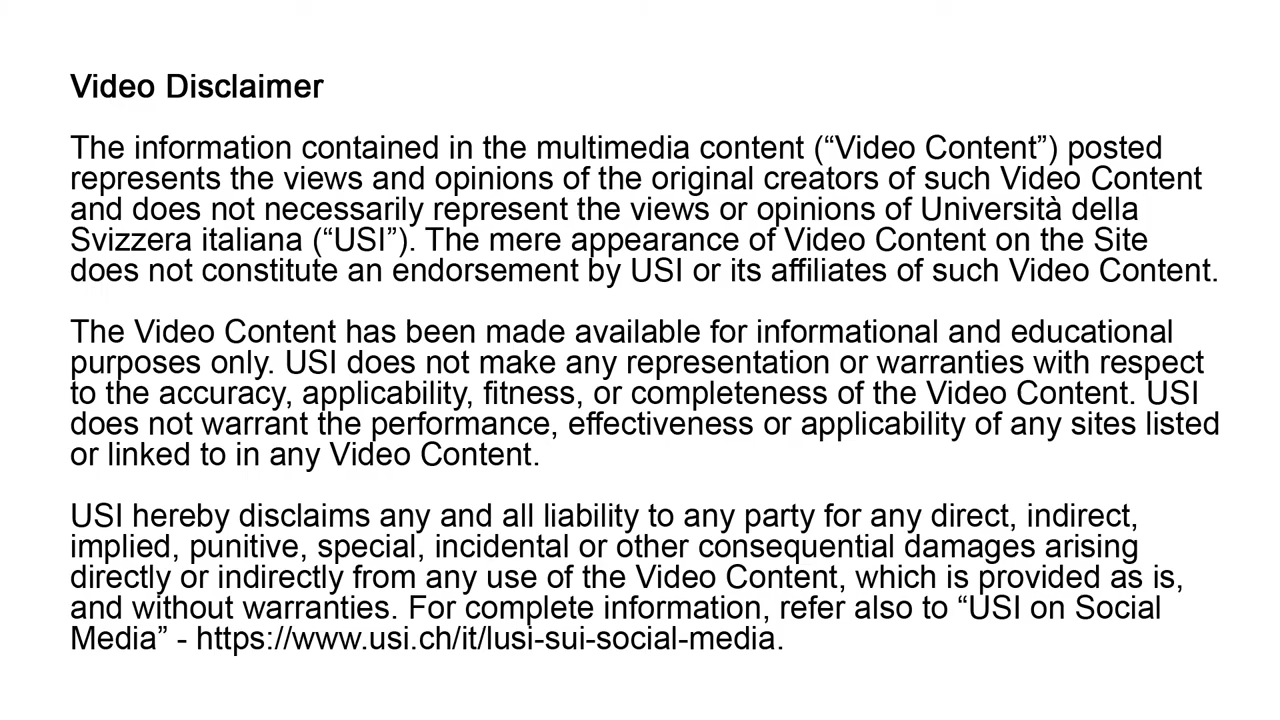 Video Disclaimer
The information contained in the multimedia content (“Video Content”) posted
represents the views and opinions of the original creators of such Video Content
and does not necessarily represent the views or opinions of Università della
Svizzera italiana (“USI”). The mere appearance of Video Content on the Site
does not constitute an endorsement by USI or its affiliates of such Video Content.
The Video Content has been made available for informational and educational
purposes only. USI does not make any representation or warranties with respect
to the accuracy, applicability, fitness, or completeness of the Video Content. USI
does not warrant the performance, effectiveness or applicability of any sites listed
or linked to in any Video Content.
USI hereby disclaims any and all liability to any party for any direct, indirect,
implied, punitive, special, incidental or other consequential damages arising
directly or indirectly from any use of the Video Content, which is provided as is,
and without warranties. For complete information, refer also to “USI on Social
Media” - https://www.usi.ch/it/lusi-sui-social-media.